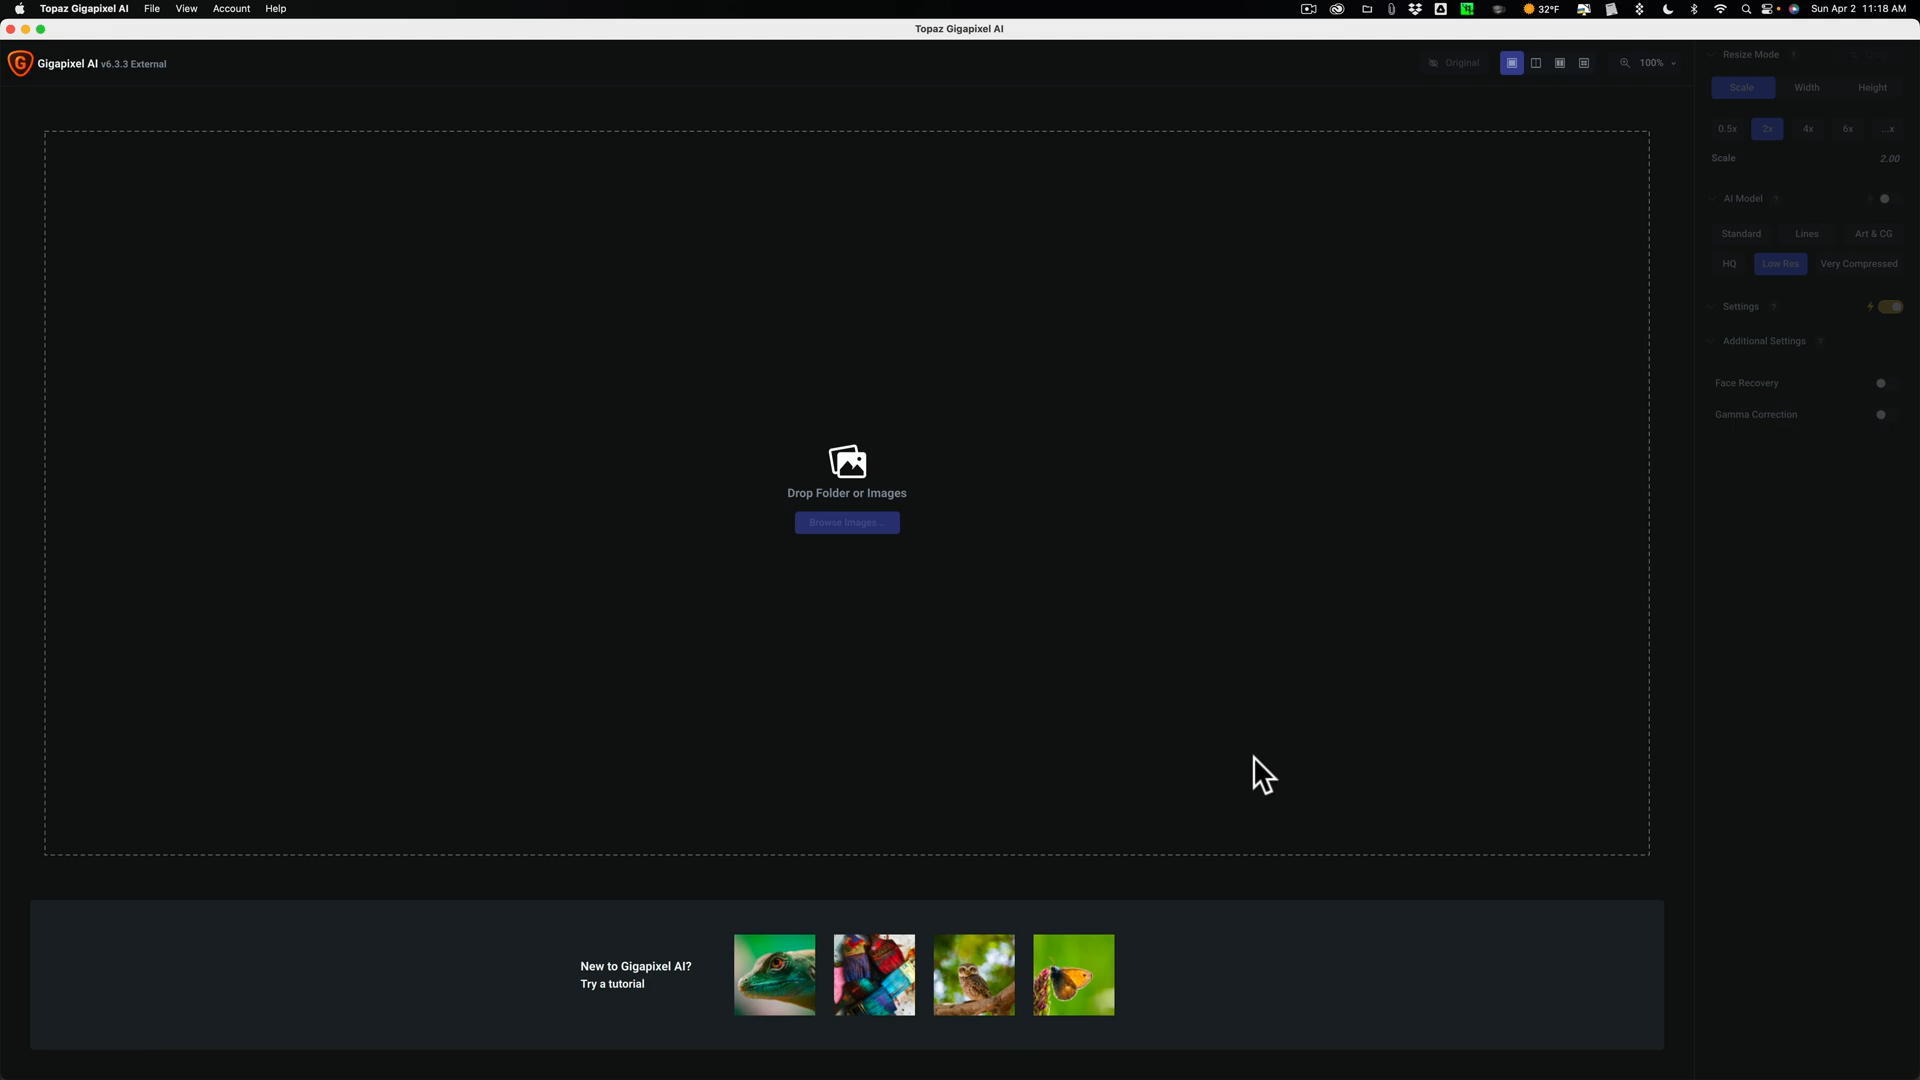 Topaz Gigapixel AI File View Account Help 32°F Sun Apr 2 11:18 AM
Topaz Gigapixel AI
G Gigapixel AI v6.3.3 External
Original 100%
Resize Mode ?
Scale Width Height
0.5x 2x 4x 6x ...x
Scale 2.00
AI Model ?
Standard Lines Art & CG
HQ Low Res Very Compressed
Settings ?
Additional Settings ?
Face Recovery
Gamma Correction
Drop Folder or Images
Browse Images...
New to Gigapixel AI?
Try a tutorial